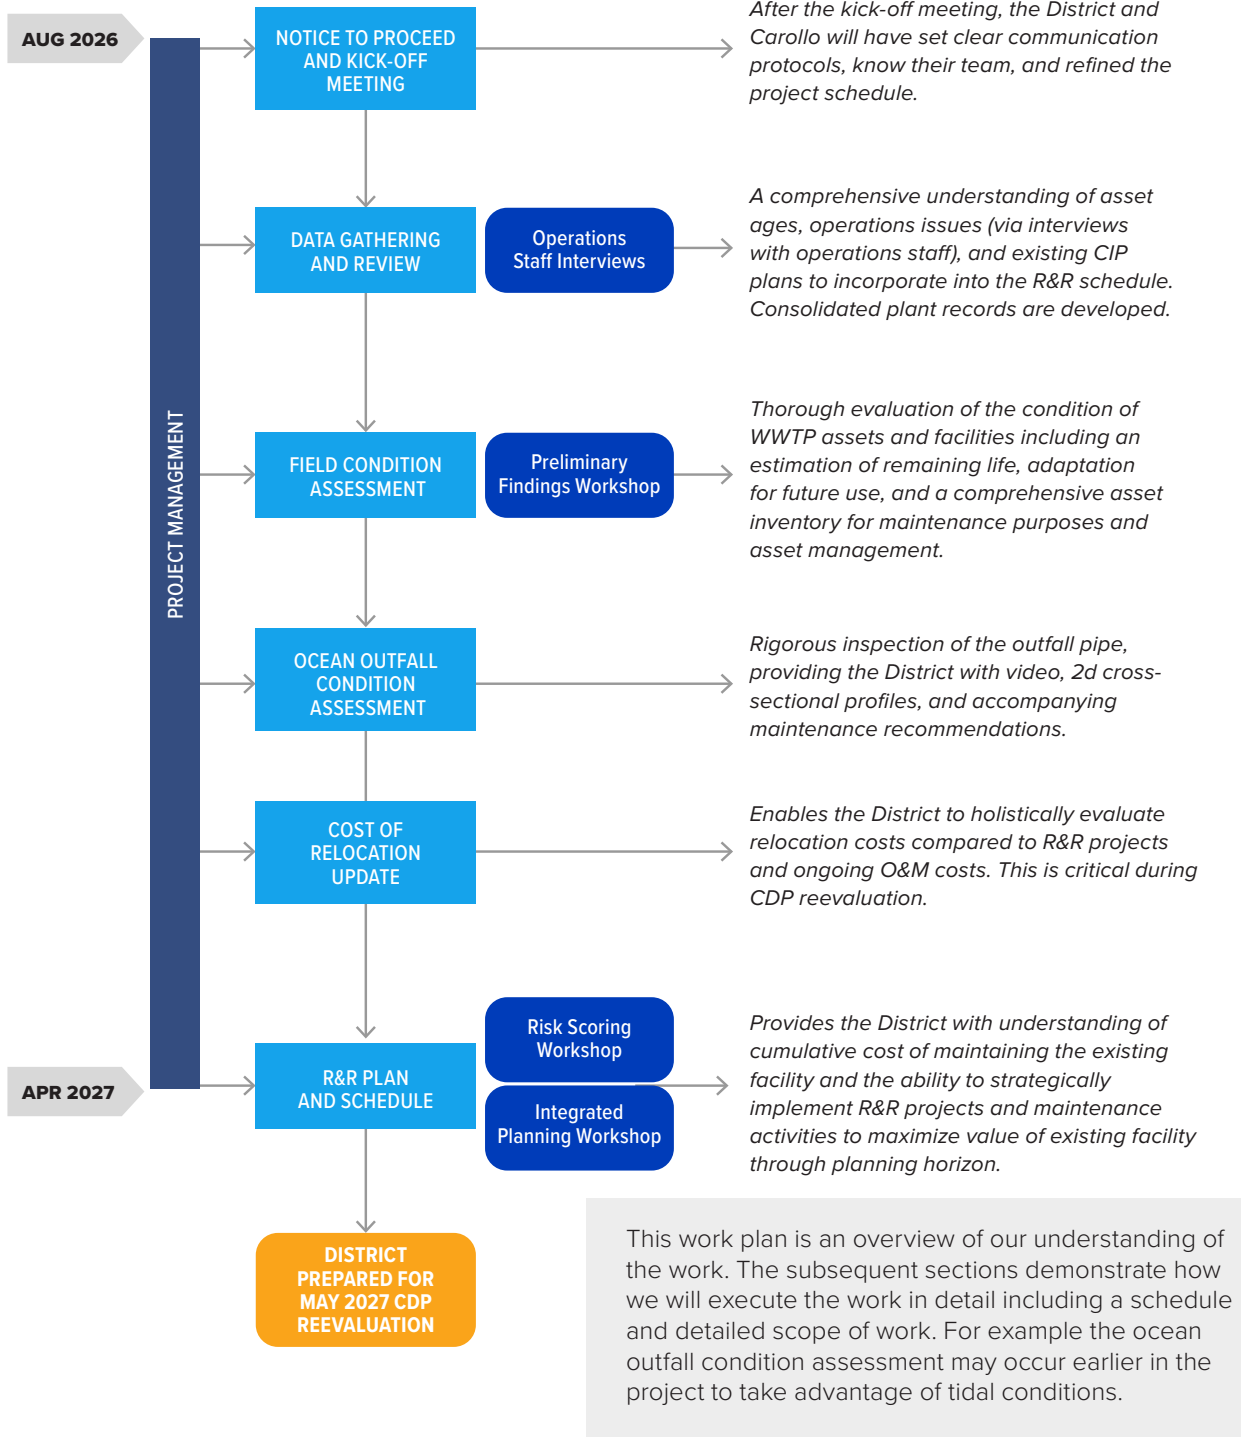 AUG 2026
NOTICE TO PROCEED
AND KICK-OFF
MEETING
After the kick-off meeting, the District and
Carollo will have set clear communication
protocols, know their team, and refined the
project schedule.
PROJECT MANAGEMENT
DATA GATHERING
AND REVIEW
Operations
Staff Interviews
A comprehensive understanding of asset
ages, operations issues (via interviews
with operations staff), and existing CIP
plans to incorporate into the R&R schedule.
Consolidated plant records are developed.
FIELD CONDITION
ASSESSMENT
Preliminary
Findings Workshop
Thorough evaluation of the condition of
WWTP assets and facilities including an
estimation of remaining life, adaptation
for future use, and a comprehensive asset
inventory for maintenance purposes and
asset management.
OCEAN OUTFALL
CONDITION
ASSESSMENT
Rigorous inspection of the outfall pipe,
providing the District with video, 2d cross-
sectional profiles, and accompanying
maintenance recommendations.
COST OF
RELOCATION
UPDATE
Enables the District to holistically evaluate
relocation costs compared to R&R projects
and ongoing O&M costs. This is critical during
CDP reevaluation.
APR 2027
R&R PLAN
AND SCHEDULE
Risk Scoring
Workshop
Integrated
Planning Workshop
Provides the District with understanding of
cumulative cost of maintaining the existing
facility and the ability to strategically
implement R&R projects and maintenance
activities to maximize value of existing facility
through planning horizon.
DISTRICT
PREPARED FOR
MAY 2027 CDP
REEVALUATION
This work plan is an overview of our understanding of
the work. The subsequent sections demonstrate how
we will execute the work in detail including a schedule
and detailed scope of work. For example the ocean
outfall condition assessment may occur earlier in the
project to take advantage of tidal conditions.